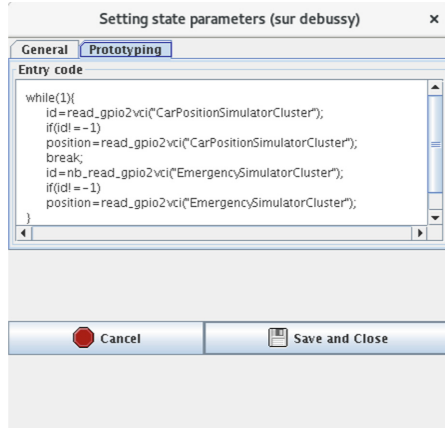 Setting state parameters (sur debussy) ×
General Prototyping
Entry code
while(1){
id=read_gpio2vci("CarPositionSimulatorCluster");
if(id!=-1)
position=read_gpio2vci("CarPositionSimulatorCluster");
break;
id=nb_read_gpio2vci("EmergencySimulatorCluster");
if(id!=-1)
position=read_gpio2vci("EmergencySimulatorCluster");
}
Cancel Save and Close